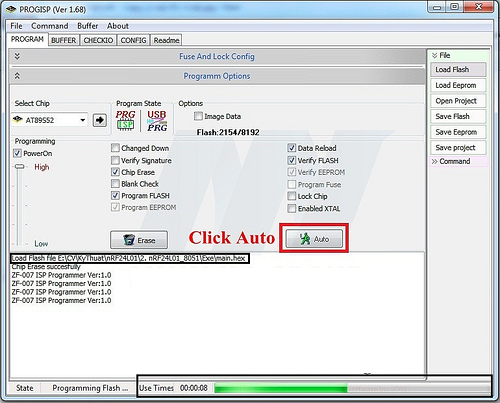 PROGISP (Ver 1.68)
File Command Buffer About
PROGRAM BUFFER CHECKIO CONFIG Readme
Fuse And Lock Config
Programm Options
Select Chip
AT89S52
Program State
PRG
ISP
USB
PRG
Options
Image Data
Flash:2154/8192
Programming
PowerOn
High
Low
Changed Down
Verify Signature
Chip Erase
Blank Check
Program FLASH
Program EEPROM
Data Reload
Verify FLASH
Verify EEPROM
Program Fuse
Lock Chip
Enabled XTAL
Erase
Click Auto
Auto
Load Flash file E:\CV\KyThuat\nRF24L01\2. nRF24L01_8051\Exe\main.hex
Chip Erase succesfully
ZF-007 ISP Programmer Ver:1.0
ZF-007 ISP Programmer Ver:1.0
ZF-007 ISP Programmer Ver:1.0
ZF-007 ISP Programmer Ver:1.0
File
Load Flash
Load Eeprom
Open Project
Save Flash
Save Eeprom
Save project
Command
State Programming Flash ... Use Times 00:00:08